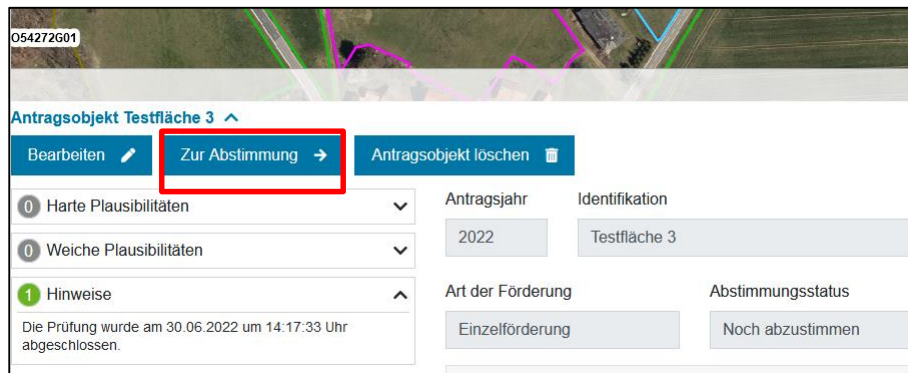 O54272G01
Antragsobjekt Testfläche 3
Bearbeiten
Zur Abstimmung
Antragsobjekt löschen
0 Harte Plausibilitäten
0 Weiche Plausibilitäten
1 Hinweise
Die Prüfung wurde am 30.06.2022 um 14:17:33 Uhr
abgeschlossen.
Antragsjahr
Identifikation
2022
Testfläche 3
Art der Förderung
Abstimmungsstatus
Einzelförderung
Noch abzustimmen